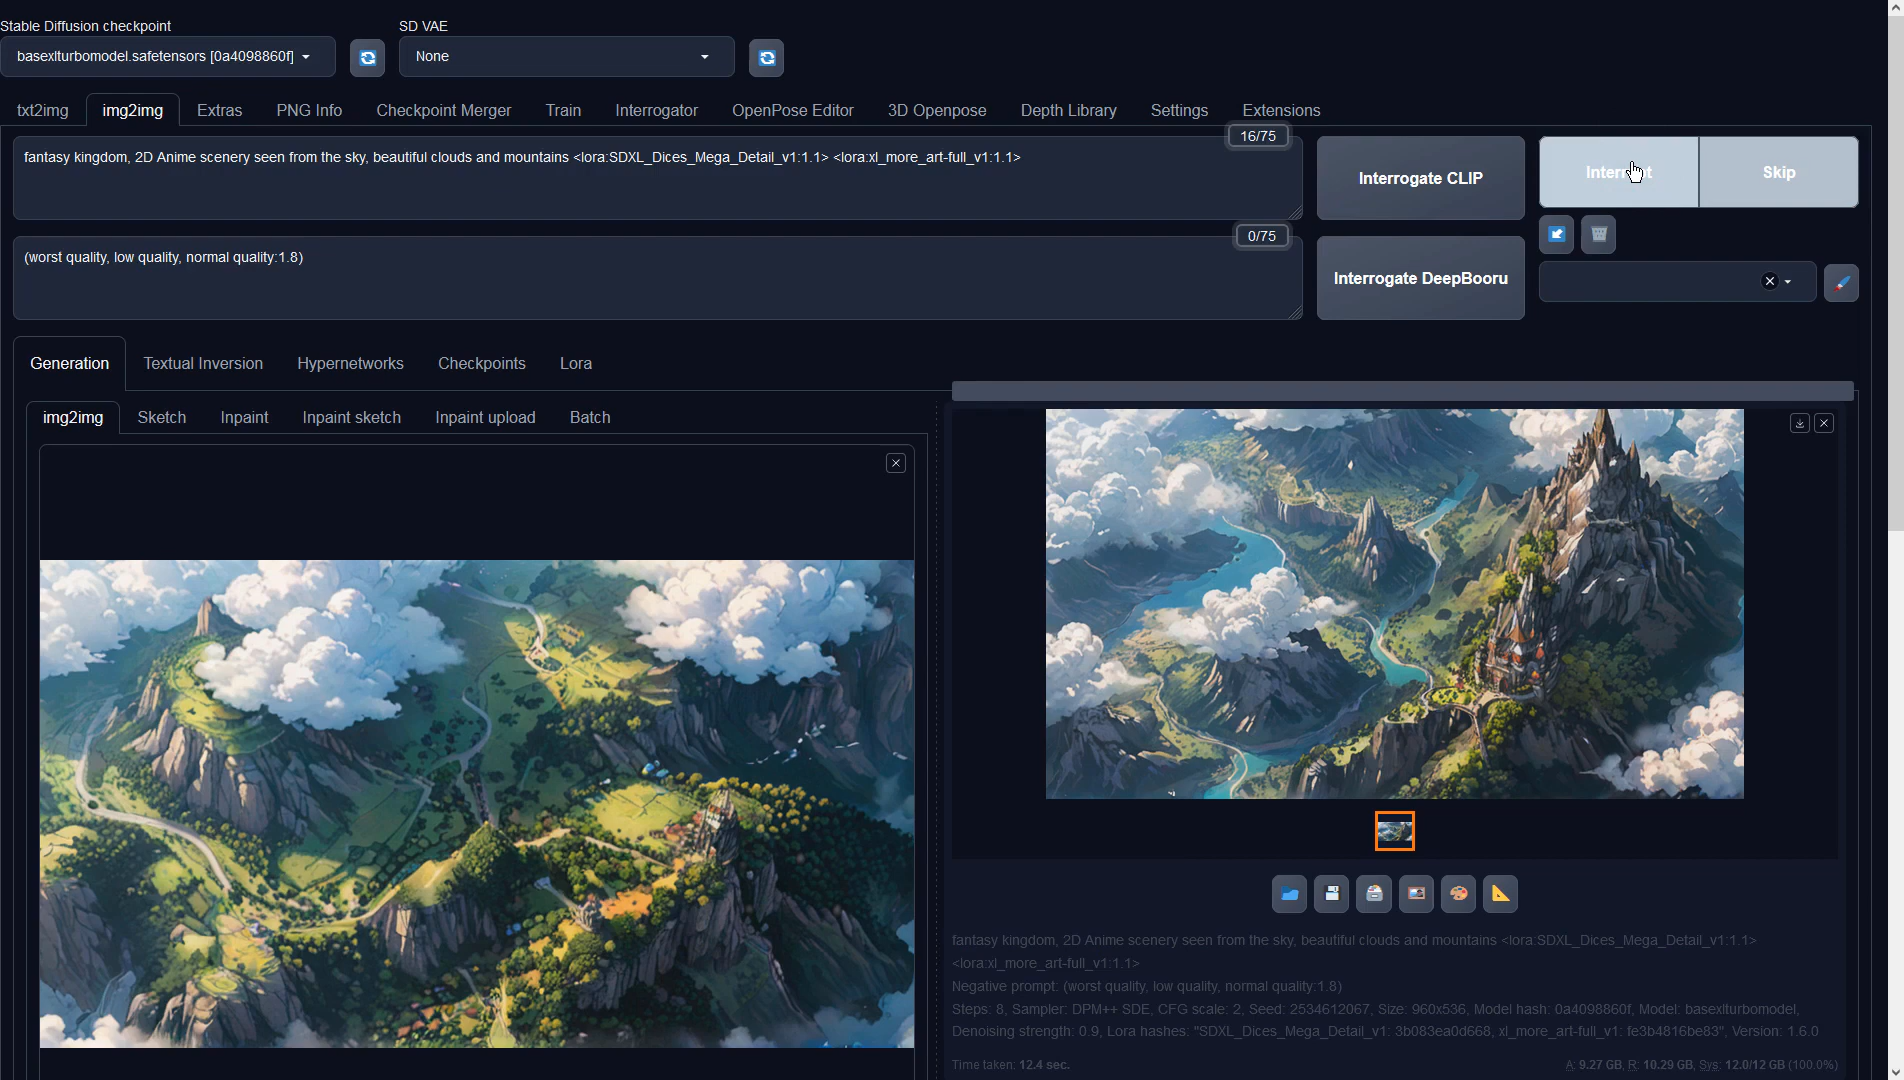 Stable Diffusion checkpoint
SD VAE
basexlturbomodel.safetensors [0a4098860f]
None
txt2img
img2img
Extras
PNG Info
Checkpoint Merger
Train
Interrogator
OpenPose Editor
3D Openpose
Depth Library
Settings
Extensions
16/75
fantasy kingdom, 2D Anime scenery seen from the sky, beautiful clouds and mountains <lora:SDXL_Dices_Mega_Detail_v1:1.1> <lora:xl_more_art-full_v1:1.1>
Interrogate CLIP
Skip
0/75
(worst quality, low quality, normal quality:1.8)
Interrogate DeepBooru
Generation
Textual Inversion
Hypernetworks
Checkpoints
Lora
img2img
Sketch
Inpaint
Inpaint sketch
Inpaint upload
Batch
fantasy kingdom, 2D Anime scenery seen from the sky, beautiful clouds and mountains <lora:SDXL_Dices_Mega_Detail_v1:1.1>
<lora:xl_more_art-full_v1:1.1>
Negative prompt: (worst quality, low quality, normal quality:1.8)
Steps: 8, Sampler: DPM++ SDE, CFG scale: 2, Seed: 2534612067, Size: 960x536, Model hash: 0a4098860f, Model: basexlturbomodel,
Denoising strength: 0.9, Lora hashes: "SDXL_Dices_Mega_Detail_v1: 3b083ea0d668, xl_more_art-full_v1: fe3b4816be83", Version: 1.6.0
Time taken: 12.4 sec.
A: 9.27 GB, R: 10.29 GB, Sys: 12.0/12 GB (100.0%)